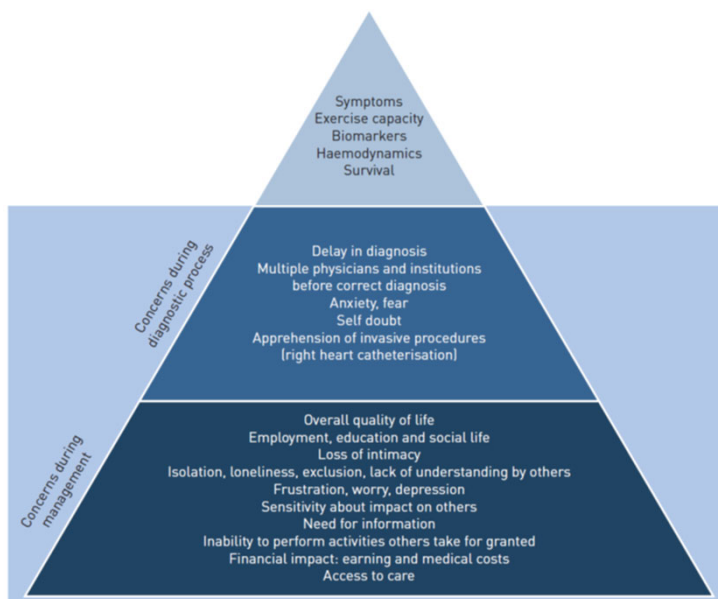 Symptoms
Exercise capacity
Biomarkers
Haemodynamics
Survival
Concerns during
diagnostic process
Delay in diagnosis
Multiple physicians and institutions
before correct diagnosis
Anxiety, fear
Self doubt
Apprehension of invasive procedures
(right heart catheterisation)
Concerns during
management
Overall quality of life
Employment, education and social life
Loss of intimacy
Isolation, loneliness, exclusion, lack of understanding by others
Frustration, worry, depression
Sensitivity about impact on others
Need for information
Inability to perform activities others take for granted
Financial impact: earning and medical costs
Access to care